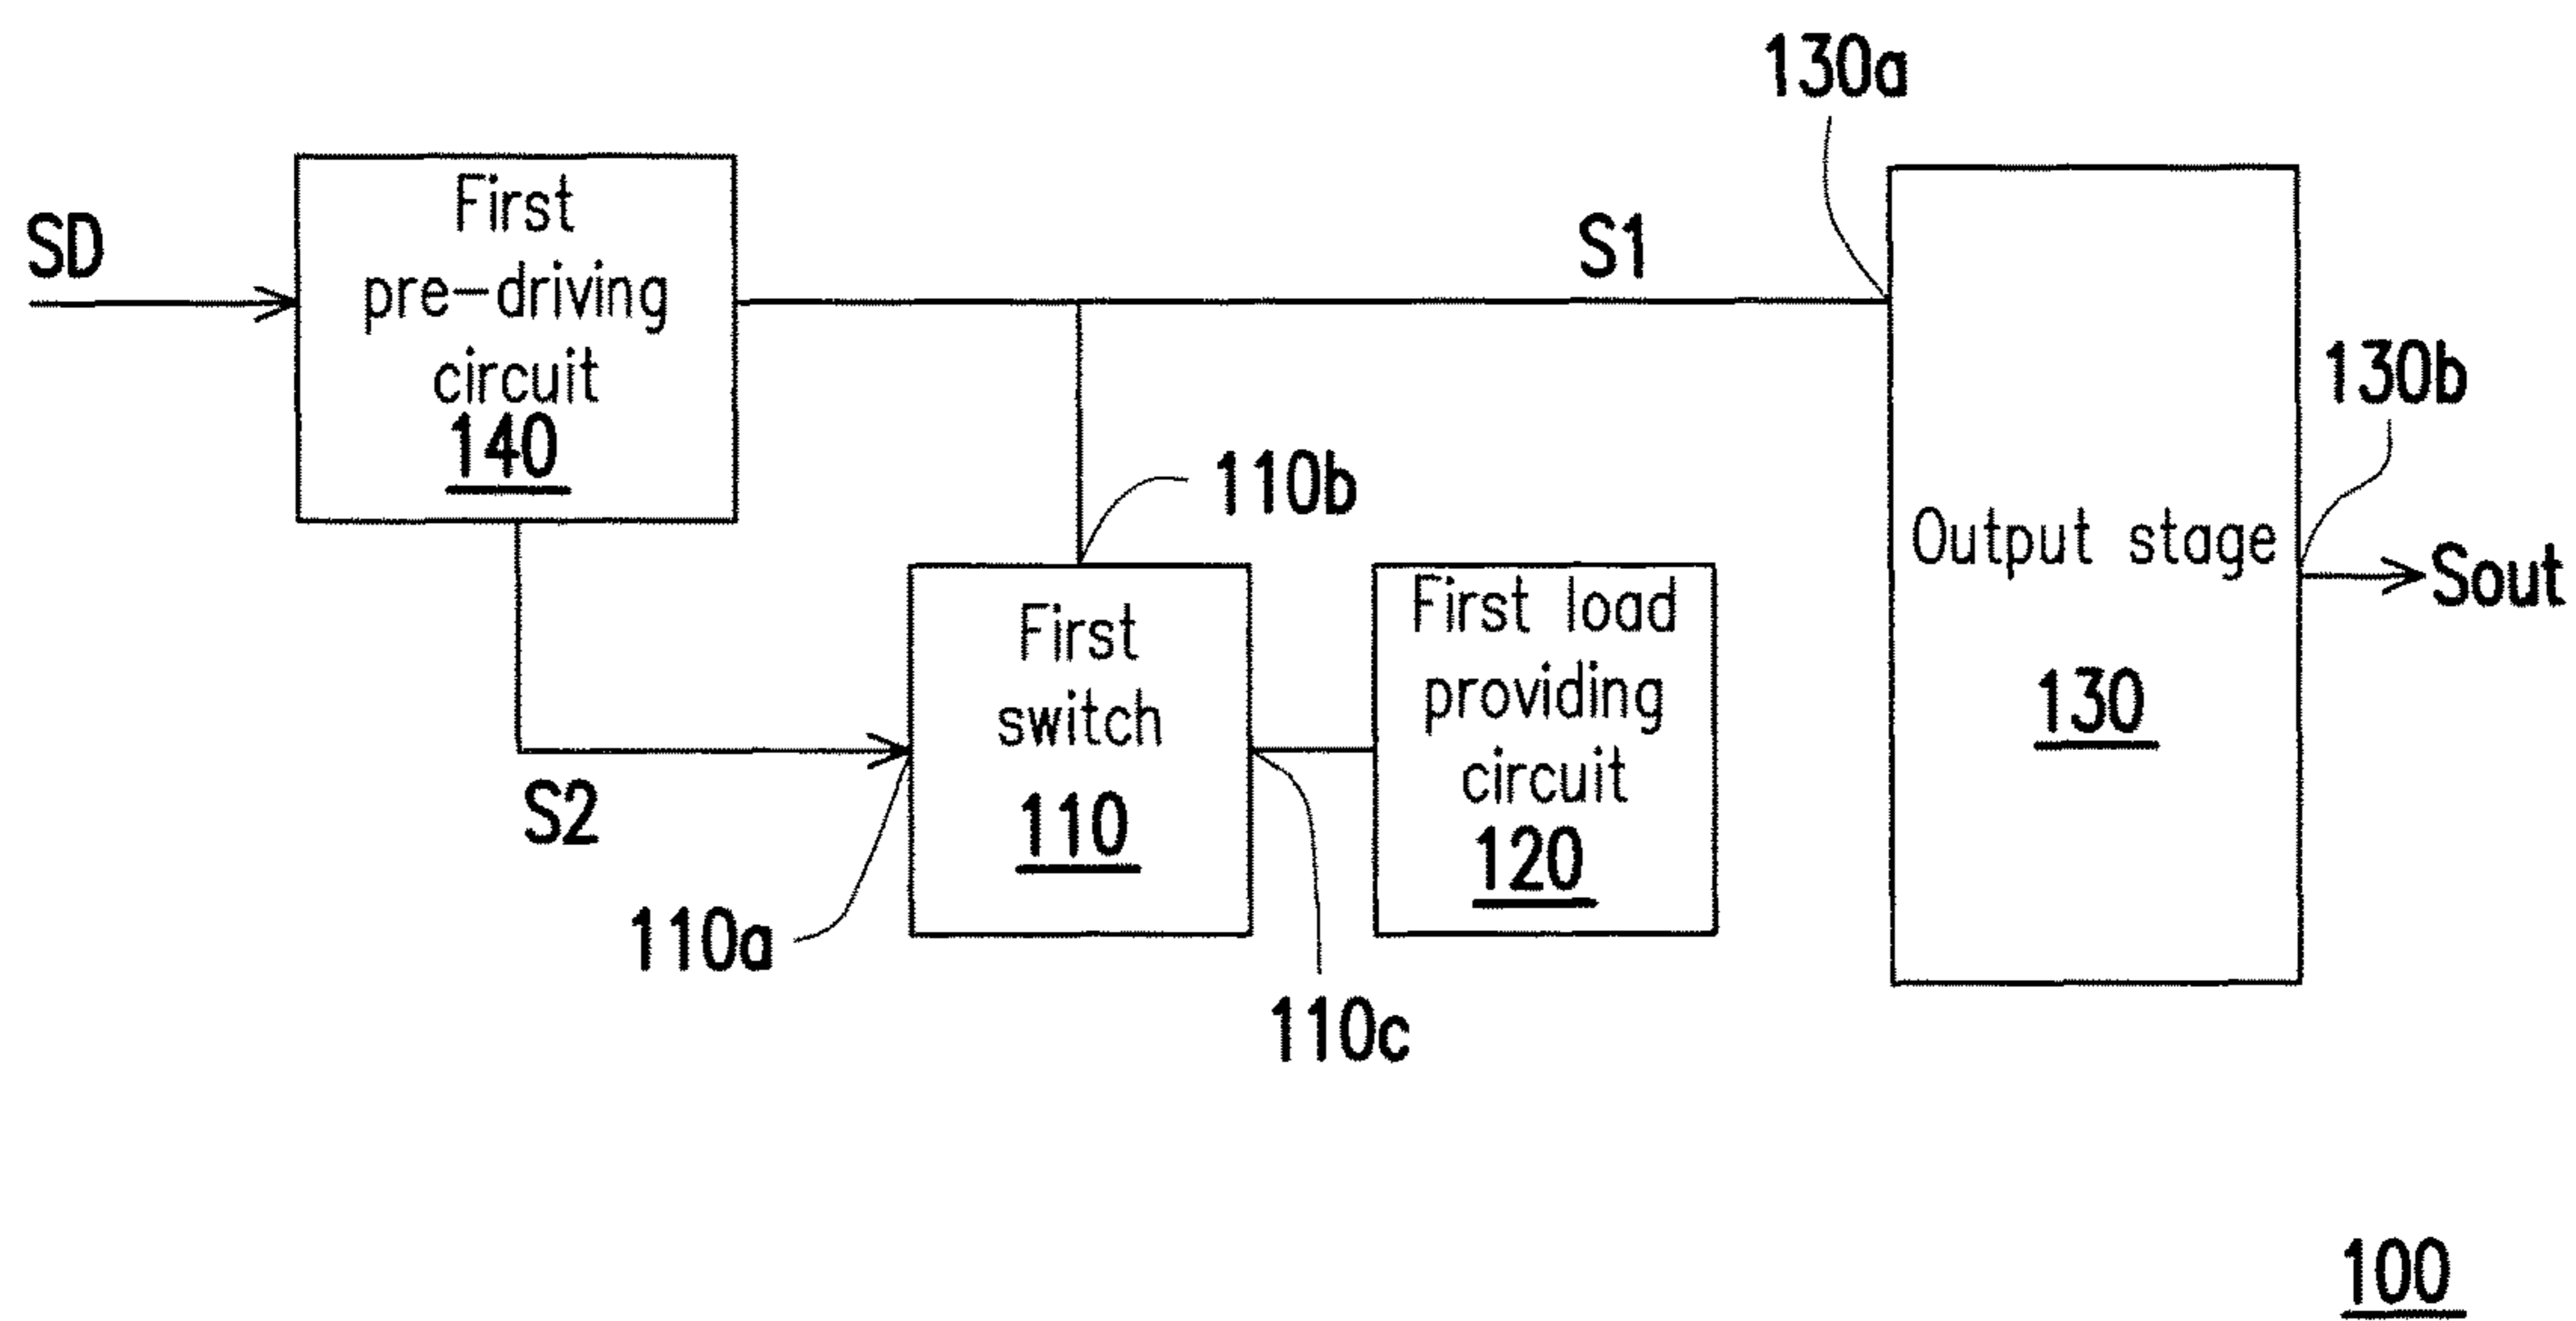 130a
SD
First
pre-driving
circuit
140
S1
130b
110b
Output stage
130
Sout
First
switch
110
First load
providing
circuit
120
S2
110a
110c
100